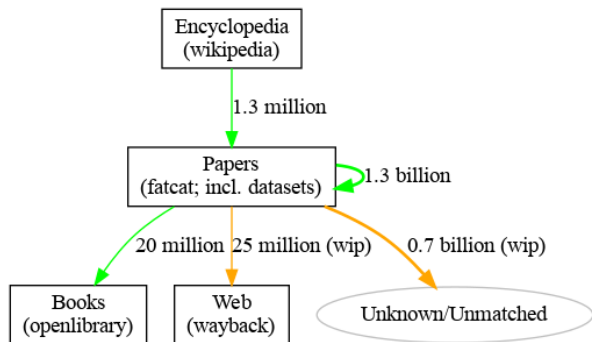 Encyclopedia
(wikipedia)
1.3 million
Papers
(fatcat; incl. datasets)
1.3 billion
20 million
25 million (wip)
0.7 billion (wip)
Books
(openlibrary)
Web
(wayback)
Unknown/Unmatched